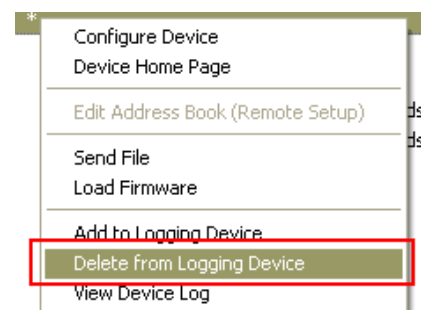 *
Configure Device
Device Home Page
Edit Address Book (Remote Setup)
Send File
Load Firmware
Add to Logging Device
Delete from Logging Device
View Device Log